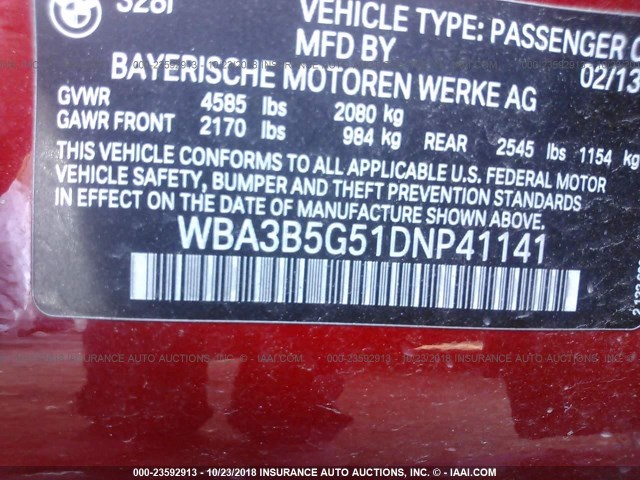 328I
VEHICLE TYPE: PASSENGER C
MFD BY
02/13
BAYERISCHE MOTOREN WERKE AG
GVWR 4585 lbs 2080 kg
GAWR FRONT 2170 lbs 984 kg REAR 2545 lbs 1154 kg
THIS VEHICLE CONFORMS TO ALL APPLICABLE U.S. FEDERAL MOTOR
VEHICLE SAFETY, BUMPER AND THEFT PREVENTION STANDARDS
IN EFFECT ON THE DATE OF MANUFACTURE SHOWN ABOVE.
WBA3B5G51DNP41141
000-23592913 - 10/23/2018 INSURANCE AUTO AUCTIONS, INC. - © IAAI.COM